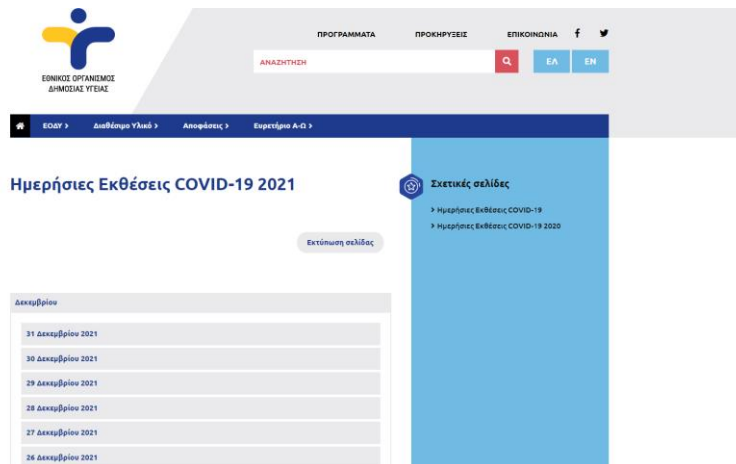 ΕΘΝΙΚΟΣ ΟΡΓΑΝΙΣΜΟΣ
ΔΗΜΟΣΙΑΣ ΥΓΕΙΑΣ
ΠΡΟΓΡΑΜΜΑΤΑ ΠΡΟΚΗΡΥΞΕΙΣ ΕΠΙΚΟΙΝΩΝΙΑ
ΑΝΑΖΗΤΗΣΗ ΕΛ EN
ΕΟΔΥ > Διαθέσιμο Υλικό > Αποφάσεις > Ευρετήριο Α-Ω >
Ημερήσιες Εκθέσεις COVID-19 2021
Εκτύπωση σελίδας
Δεκεμβρίου
31 Δεκεμβρίου 2021
30 Δεκεμβρίου 2021
29 Δεκεμβρίου 2021
28 Δεκεμβρίου 2021
27 Δεκεμβρίου 2021
26 Δεκεμβρίου 2021
Σχετικές σελίδες
> Ημερήσιες Εκθέσεις COVID-19
> Ημερήσιες Εκθέσεις COVID-19 2020